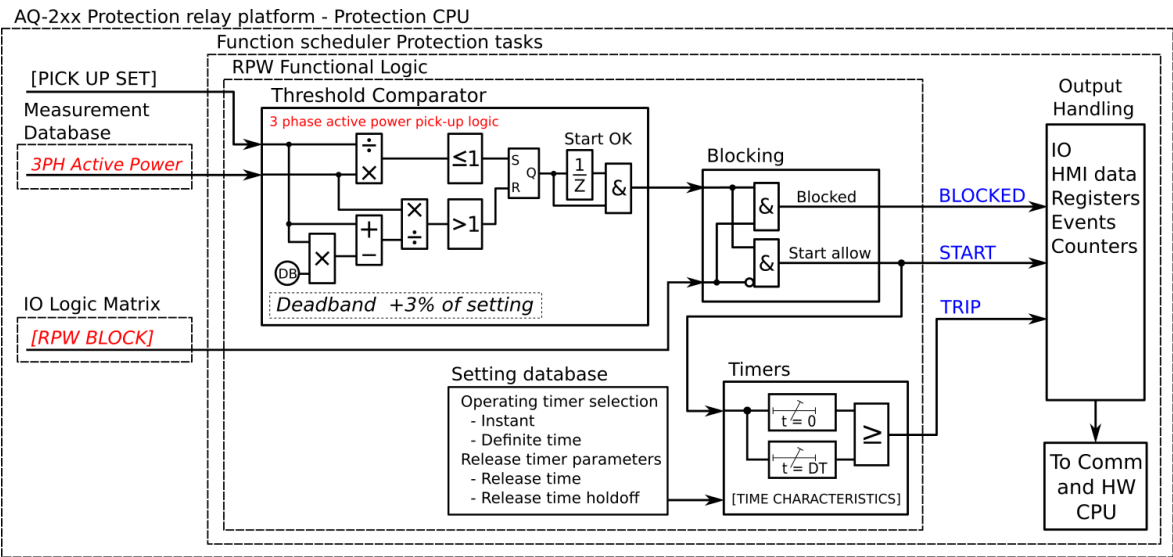 AQ-2xx Protection relay platform - Protection CPU
Function scheduler Protection tasks
RPW Functional Logic
[PICK UP SET]
Measurement
Database
3PH Active Power
Threshold Comparator
3 phase active power pick-up logic
÷
×
≤1
S
Q
R
Start OK
1
Z
&
×
÷
>1
+
−
×
DB
Deadband +3% of setting
IO Logic Matrix
[RPW BLOCK]
Blocking
&
Blocked
&
Start allow
BLOCKED
START
TRIP
Output
Handling
IO
HMI data
Registers
Events
Counters
Setting database
Operating timer selection
- Instant
- Definite time
Release timer parameters
- Release time
- Release time holdoff
Timers
t = 0
t = DT
≥
[TIME CHARACTERISTICS]
To Comm
and HW
CPU